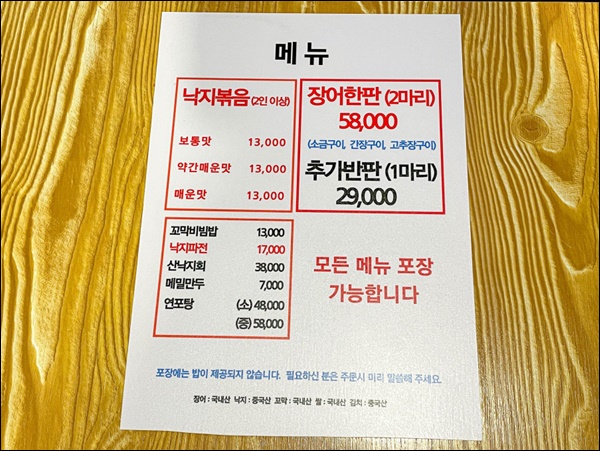 메뉴
낙지볶음 (2인 이상)
보통맛 13,000
약간매운맛 13,000
매운맛 13,000
장어한판 (2마리)
58,000
(소금구이, 간장구이, 고추장구이)
추가반판 (1마리)
29,000
꼬막비빔밥 13,000
낙지파전 17,000
산낙지회 38,000
메밀만두 7,000
연포탕 (소) 48,000
(중) 58,000
모든 메뉴 포장
가능합니다
포장에는 밥이 제공되지 않습니다. 필요하신 분은 주문시 미리 말씀해 주세요.
장어 : 국내산 낙지 : 중국산 꼬막 : 국내산 쌀 : 국내산 김치 : 중국산